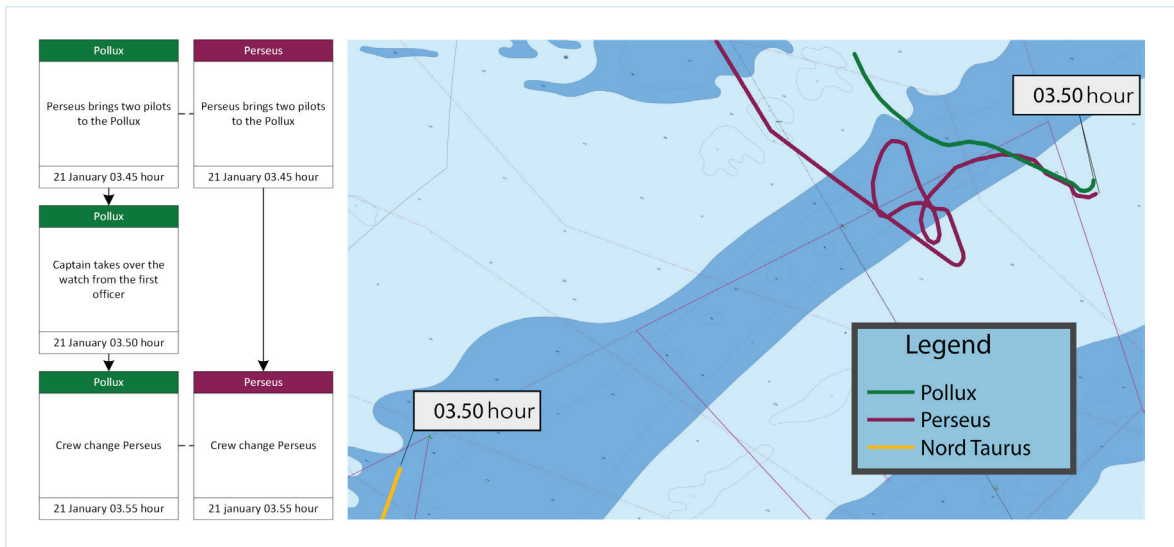 Pollux
Perseus
Perseus brings two pilots
to the Pollux
Perseus brings two pilots
to the Pollux
21 January 03.45 hour
21 January 03.45 hour
Pollux
Captain takes over the
watch from the first
officer
21 January 03.50 hour
Pollux
Perseus
Crew change Perseus
Crew change Perseus
21 January 03.55 hour
21 january 03.55 hour
03.50 hour
03.50 hour
Legend
Pollux
Perseus
Nord Taurus